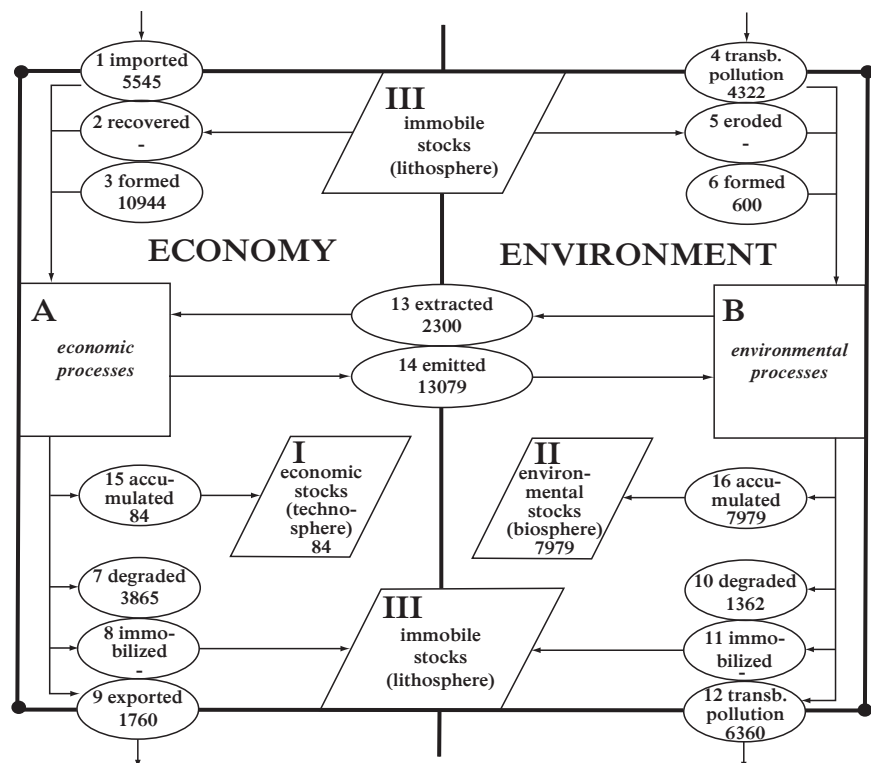 1 imported
5545
4 transb.
pollution
4322
III
immobile
stocks
(lithosphere)
2 recovered
-
5 eroded
-
3 formed
10944
6 formed
600
ECONOMY
ENVIRONMENT
A
economic
processes
13 extracted
2300
B
environmental
processes
14 emitted
13079
15 accu-
mulated
84
I
economic
stocks
(techno-
sphere)
84
II
environ-
mental
stocks
(biosphere)
7979
16 accu-
mulated
7979
7 degraded
3865
10 degraded
1362
III
immobile
stocks
(lithosphere)
8 immo-
bilized
-
11 immo-
bilized
-
9 exported
1760
12 transb.
pollution
6360